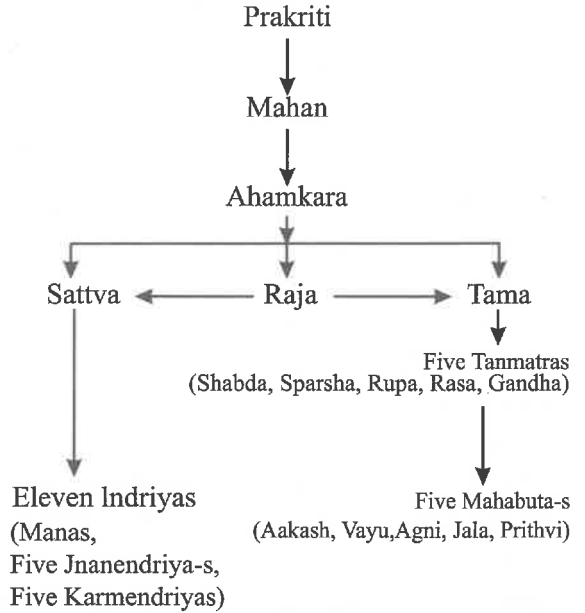 Prakriti
Mahan
Ahamkara
Sattva
Raja
Tama
Five Tanmatras
(Shabda, Sparsha, Rupa, Rasa, Gandha)
Eleven Indriyas
(Manas,
Five Jnanendriya-s,
Five Karmendriyas)
Five Mahabuta-s
(Aakash, Vayu,Agni, Jala, Prithvi)